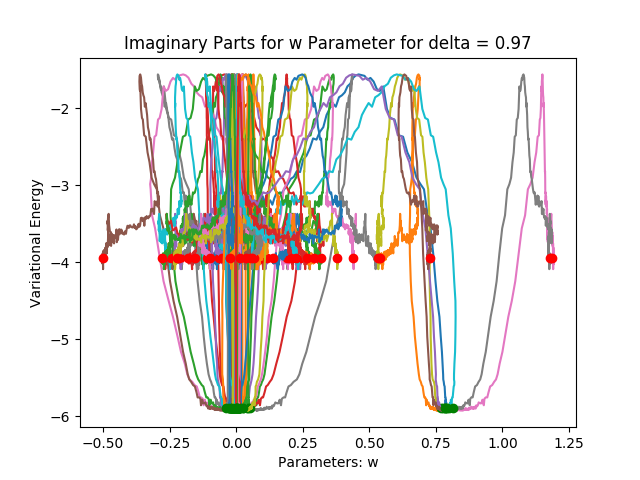 Imaginary Parts for w Parameter for delta = 0.97
Variational Energy
−2
−3
−4
−5
−6
−0.50 −0.25 0.00 0.25 0.50 0.75 1.00 1.25
Parameters: w